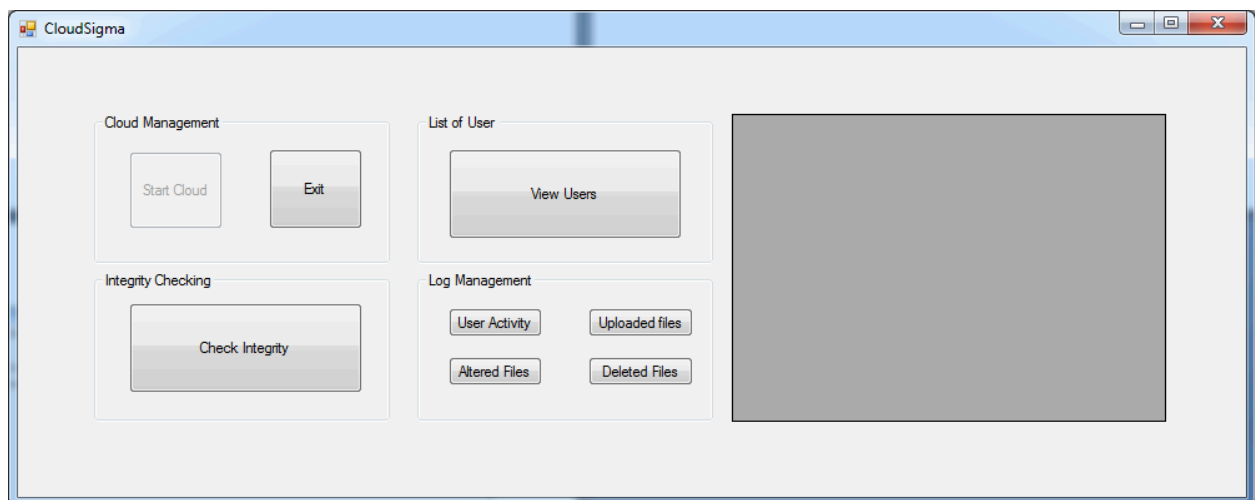 CloudSigma
Cloud Management
Start Cloud
Exit
List of User
View Users
Integrity Checking
Check Integrity
Log Management
User Activity
Uploaded files
Altered Files
Deleted Files